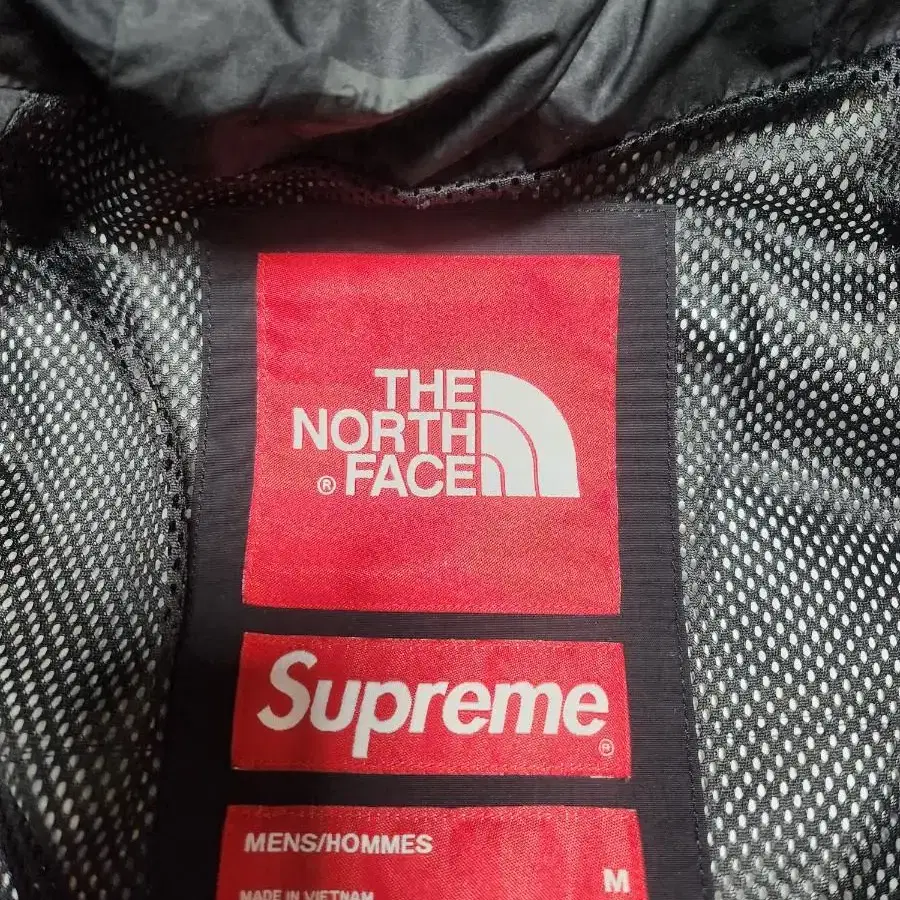 THE
NORTH
® FACE
Supreme
®
MENS/HOMMES
M
MADE IN VIETNAM